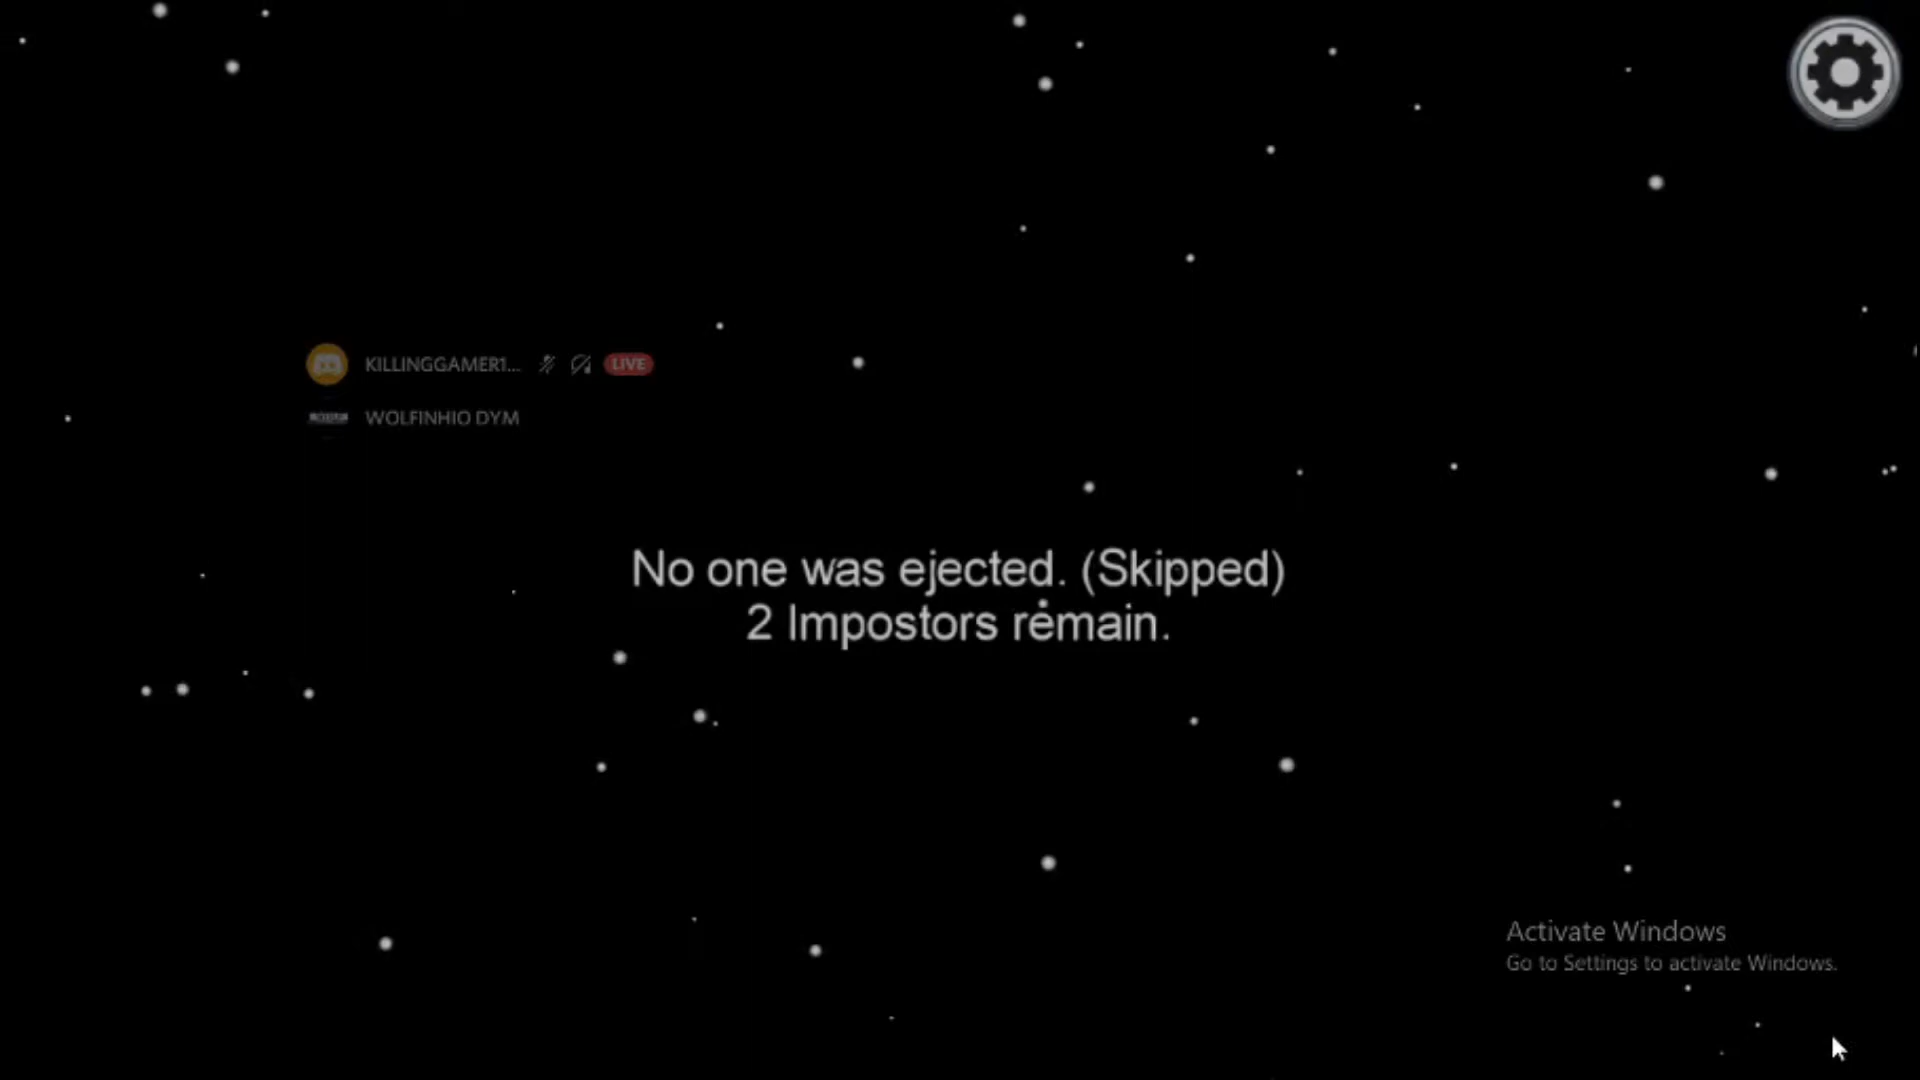 KILLINGGAMER1... LIVE
WOLFINHIO DYM
No one was ejected. (Skipped)
2 Impostors remain.
Activate Windows
Go to Settings to activate Windows.